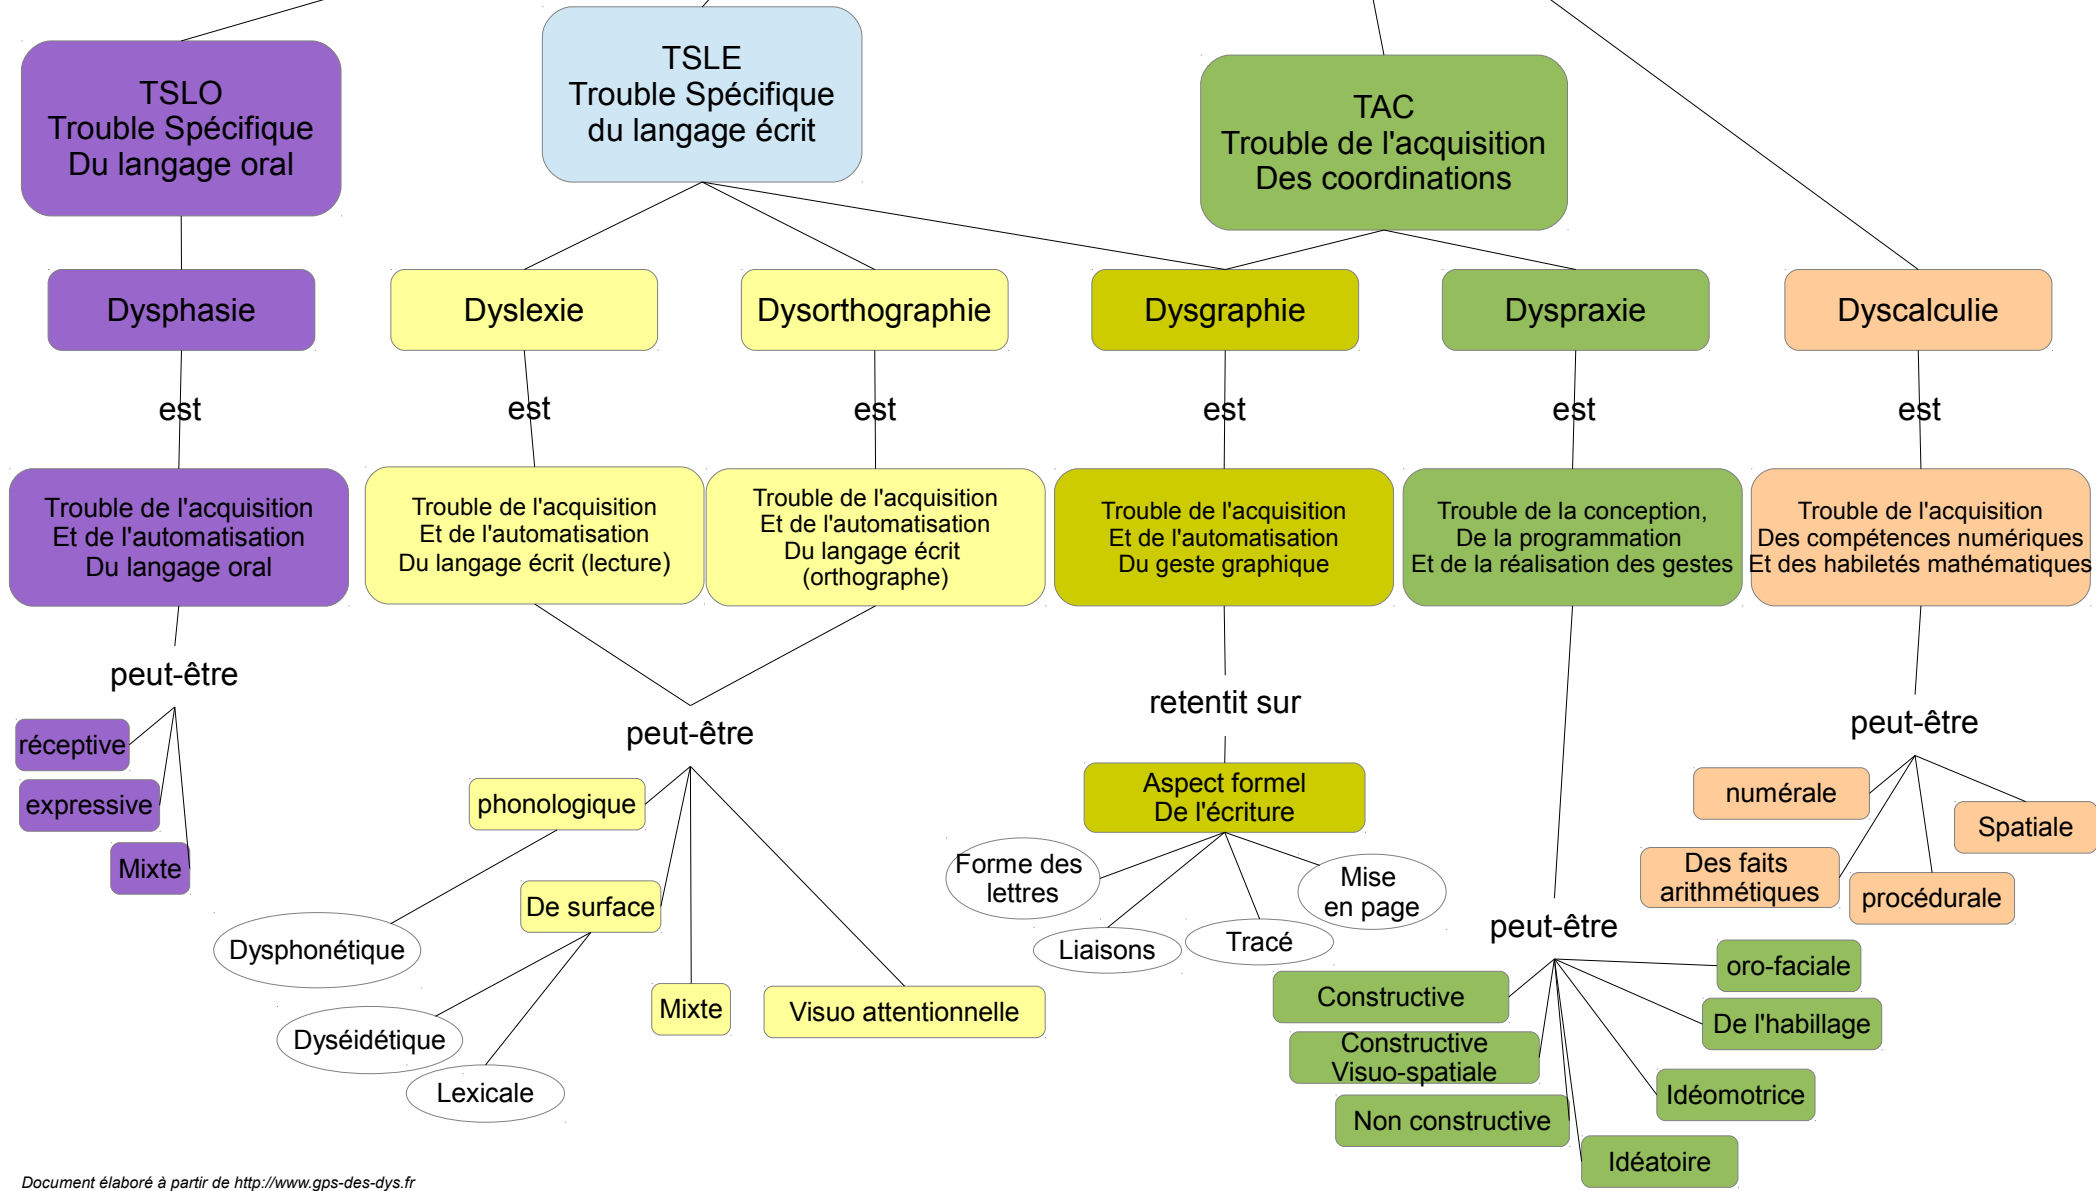 TSLO
Trouble Spécifique
Du langage oral
TSLE
Trouble Spécifique
du langage écrit
TAC
Trouble de l'acquisition
Des coordinations
Dysphasie
Dyslexie
Dysorthographie
Dysgraphie
Dyspraxie
Dyscalculie
est
est
est
est
est
est
Trouble de l'acquisition
Et de l'automatisation
Du langage oral
Trouble de l'acquisition
Et de l'automatisation
Du langage écrit (lecture)
Trouble de l'acquisition
Et de l'automatisation
Du langage écrit
(orthographe)
Trouble de l'acquisition
Et de l'automatisation
Du geste graphique
Trouble de la conception,
De la programmation
Et de la réalisation des gestes
Trouble de l'acquisition
Des compétences numériques
Et des habiletés mathématiques
peut-être
réceptive
expressive
Mixte
peut-être
phonologique
Dysphonétique
De surface
Dyséidétique
Lexicale
Mixte
Visuo attentionnelle
retentit sur
Aspect formel
De l'écriture
Forme des
lettres
Liaisons
Tracé
Mise
en page
peut-être
Constructive
Constructive
Visuo-spatiale
Non constructive
Idéatoire
Idéomotrice
De l'habillage
oro-faciale
peut-être
numérale
Des faits
arithmétiques
procédurale
Spatiale
Document élaboré à partir de http://www.gps-des-dys.fr